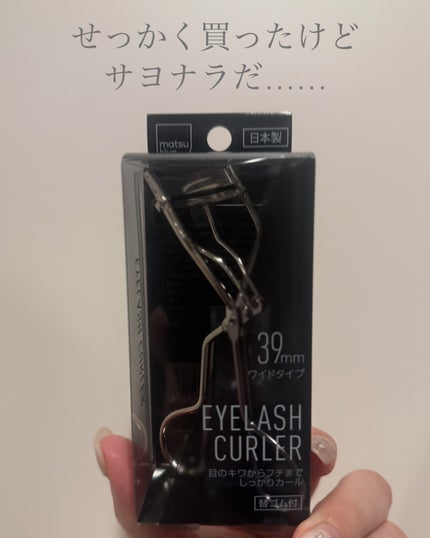 せっかく買ったけど
サヨナラだ......
matsu
日本製
EYELASH CURLER
39mm
ワイドタイプ
EYELASH
CURLER
目のキワからフチまで
しっかりカール
替ゴム付